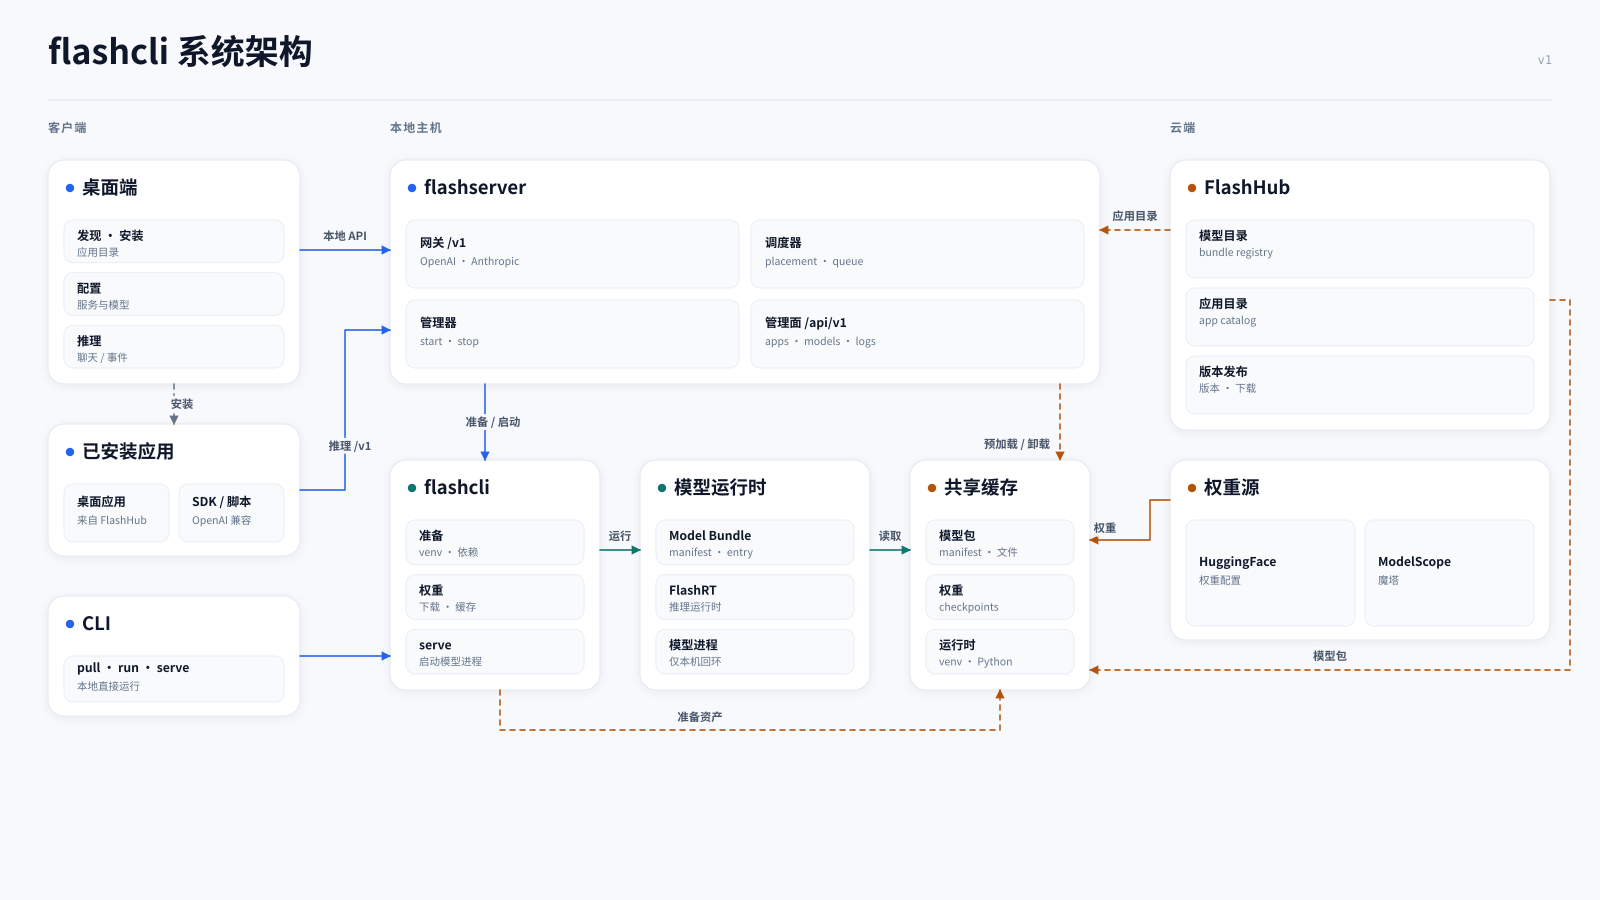 flashcli 系统架构
v1
客户端
本地主机
云端
桌面端
发现 · 安装
应用目录
配置
服务与模型
推理
聊天 / 事件
安装
已安装应用
桌面应用
来自 FlashHub
SDK / 脚本
OpenAI 兼容
CLI
pull · run · serve
本地直接运行
本地 API
推理 /v1
flashserver
网关 /v1
OpenAI · Anthropic
调度器
placement · queue
管理器
start · stop
管理面 /api/v1
apps · models · logs
准备 / 启动
预加载 / 卸载
flashcli
准备
venv · 依赖
权重
下载 · 缓存
serve
启动模型进程
运行
模型运行时
Model Bundle
manifest · entry
FlashRT
推理运行时
模型进程
仅本机回环
读取
共享缓存
模型包
manifest · 文件
权重
checkpoints
运行时
venv · Python
准备资产
应用目录
FlashHub
模型目录
bundle registry
应用目录
app catalog
版本发布
版本 · 下载
权重
权重源
HuggingFace
权重配置
ModelScope
魔塔
模型包